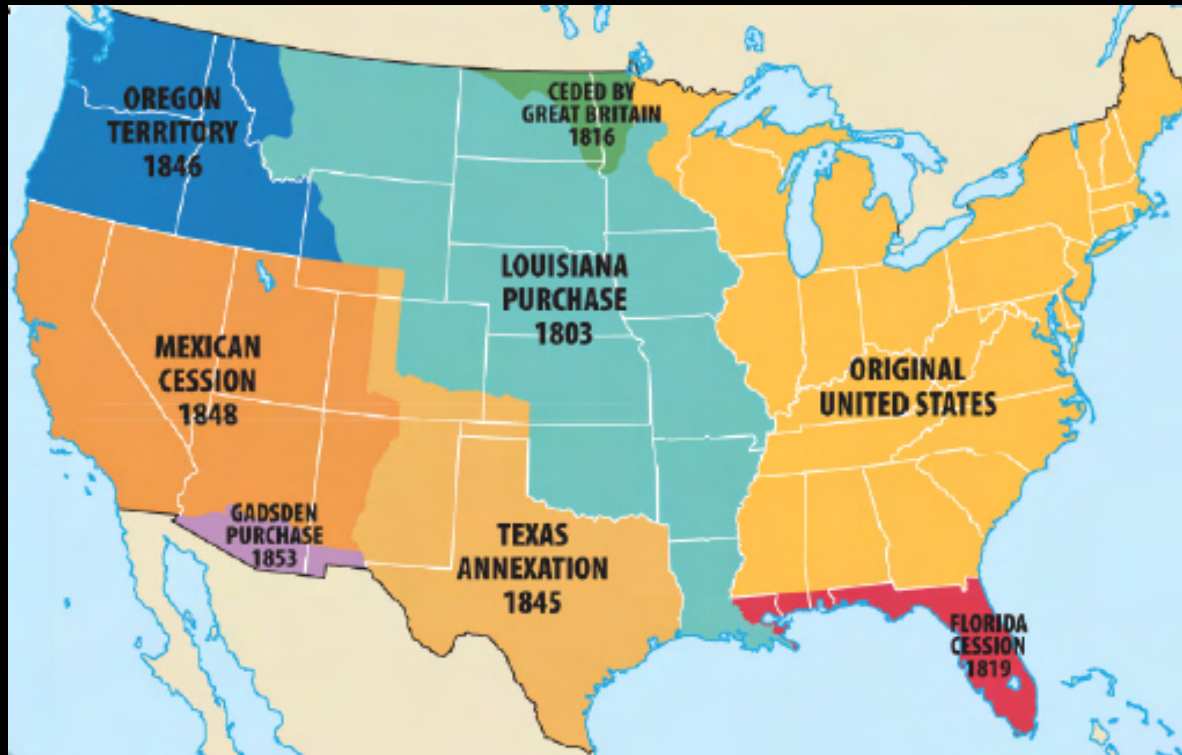 OREGON
TERRITORY
1846
CEDED BY
GREAT BRITAIN
1816
LOUISIANA
PURCHASE
1803
MEXICAN
CESSION
1848
ORIGINAL
UNITED STATES
GADSDEN
PURCHASE
1853
TEXAS
ANNEXATION
1845
FLORIDA
CESSION
1819